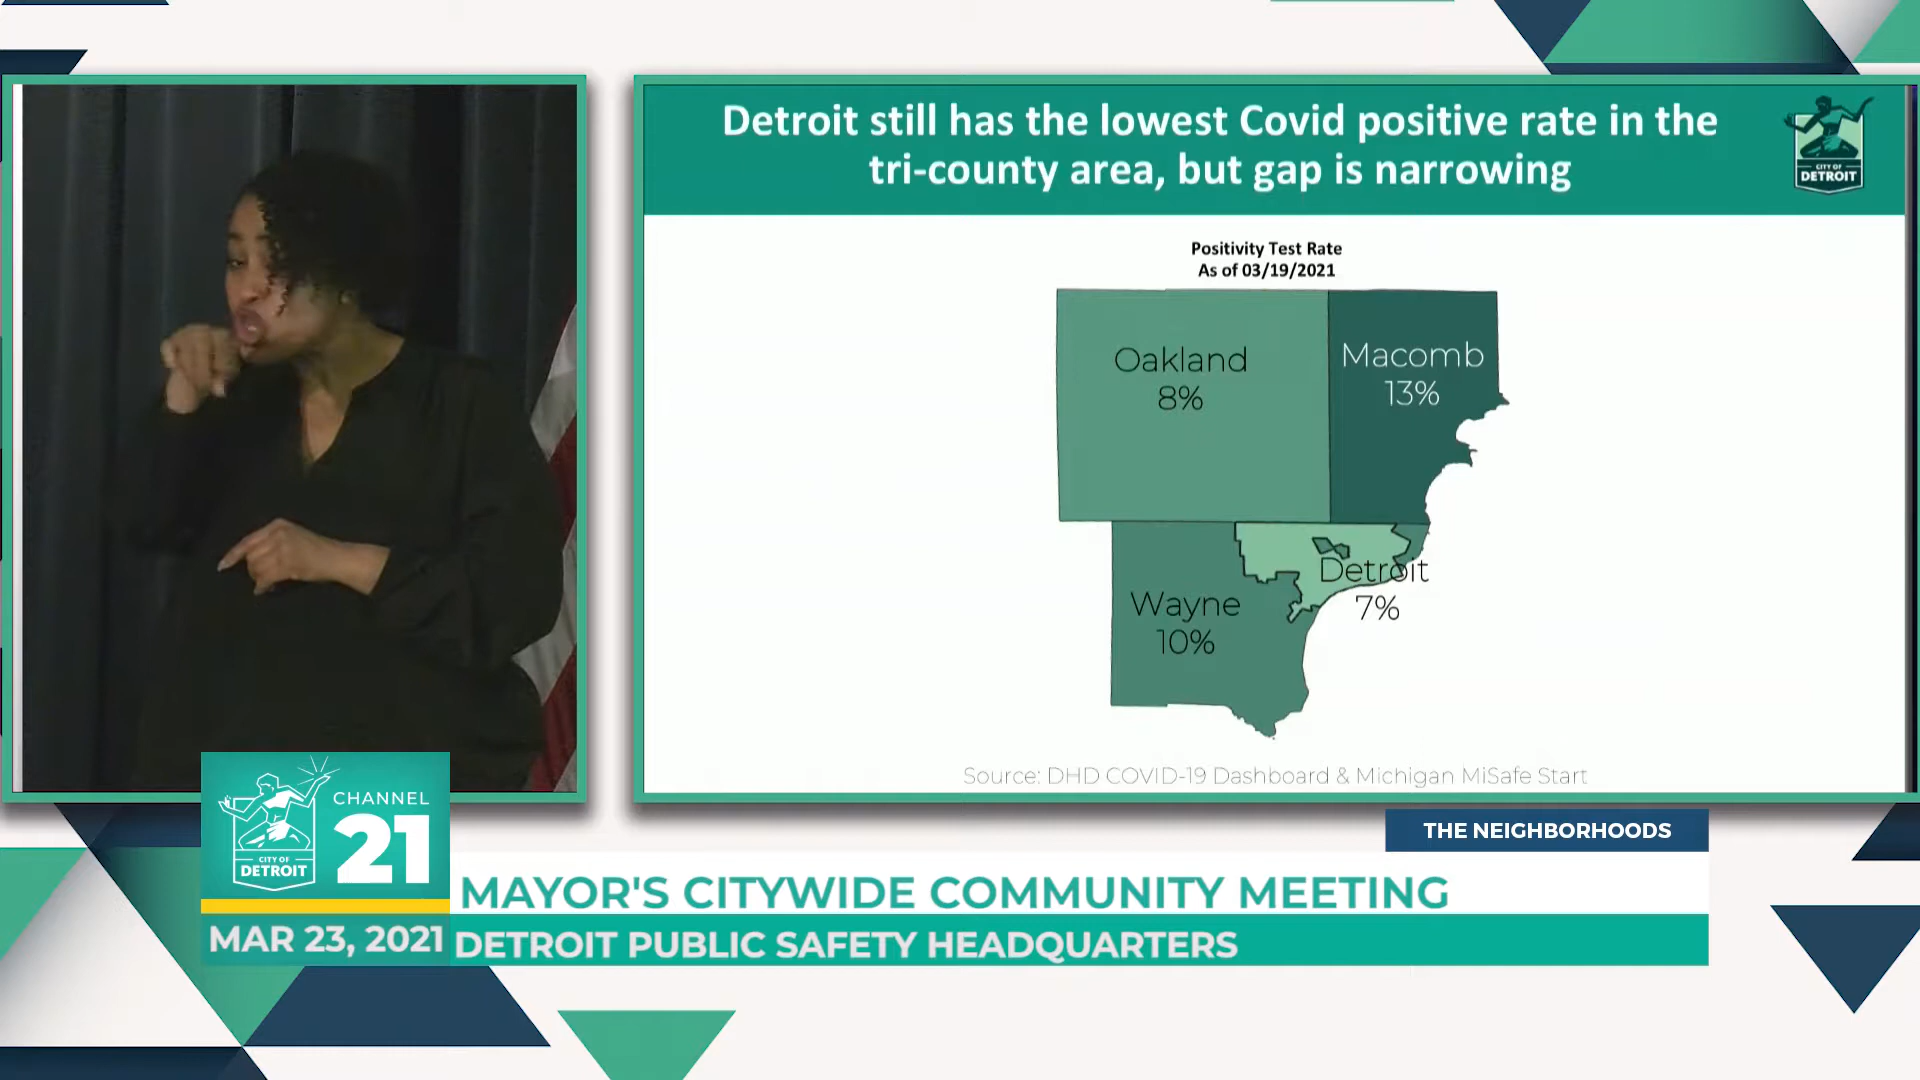 Detroit still has the lowest Covid positive rate in the
tri-county area, but gap is narrowing
CITY OF
DETROIT
Positivity Test Rate
As of 03/19/2021
Oakland
8%
Macomb
13%
Detroit
7%
Wayne
10%
Source: DHD COVID-19 Dashboard & Michigan MiSafe Start
THE NEIGHBORHOODS
CHANNEL
21
CITY OF
DETROIT
MAYOR'S CITYWIDE COMMUNITY MEETING
MAR 23, 2021
DETROIT PUBLIC SAFETY HEADQUARTERS